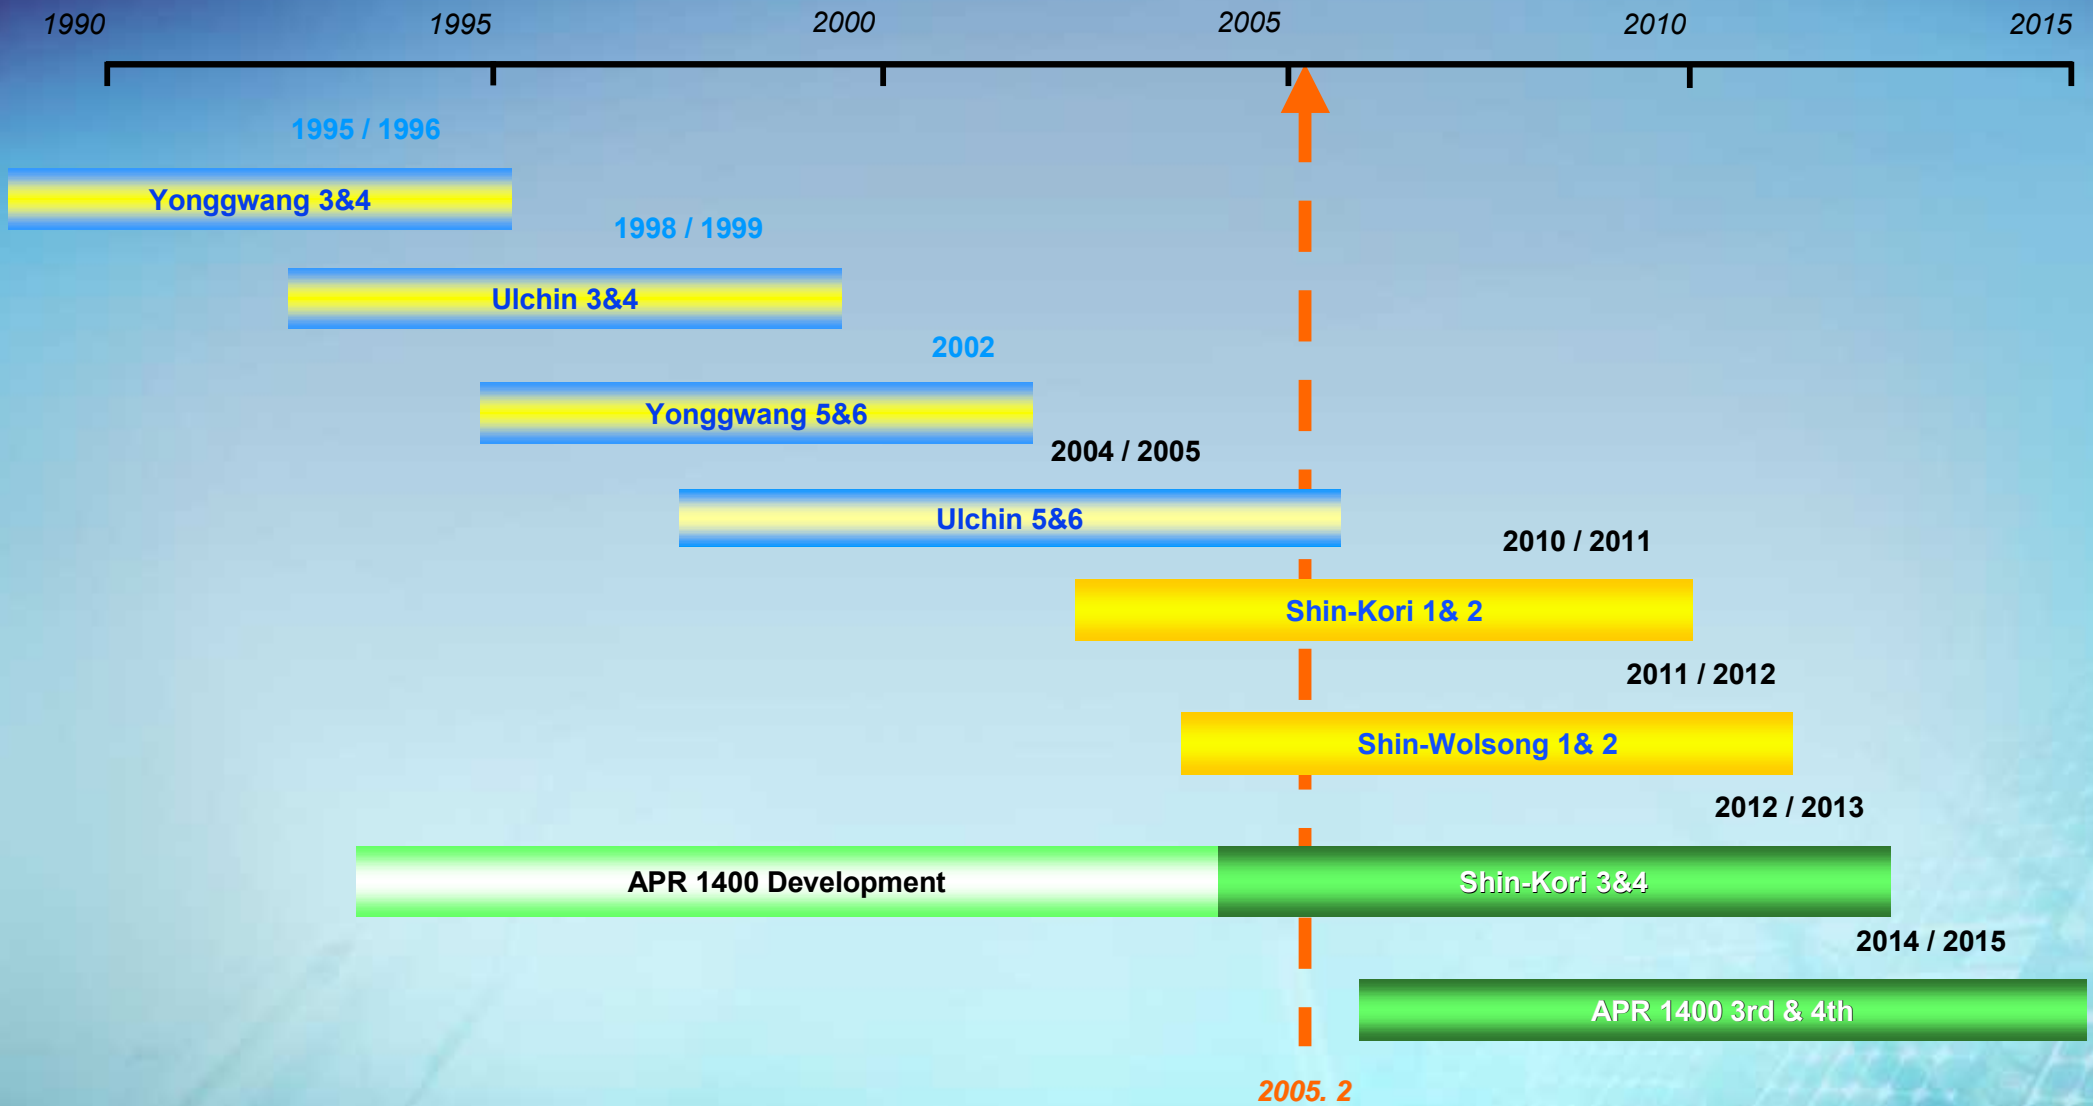 1990
1995
2000
2005
2010
2015
1995 / 1996
Yonggwang 3&4
1998 / 1999
Ulchin 3&4
2002
Yonggwang 5&6
2004 / 2005
Ulchin 5&6
2010 / 2011
Shin-Kori 1& 2
2011 / 2012
Shin-Wolsong 1& 2
2012 / 2013
APR 1400 Development
Shin-Kori 3&4
2014 / 2015
APR 1400 3rd & 4th
2005. 2